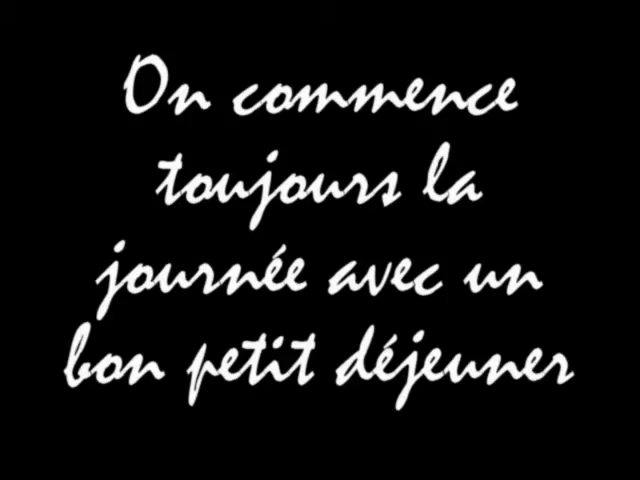 On commence
toujours la
journée avec un
bon petit déjeuner